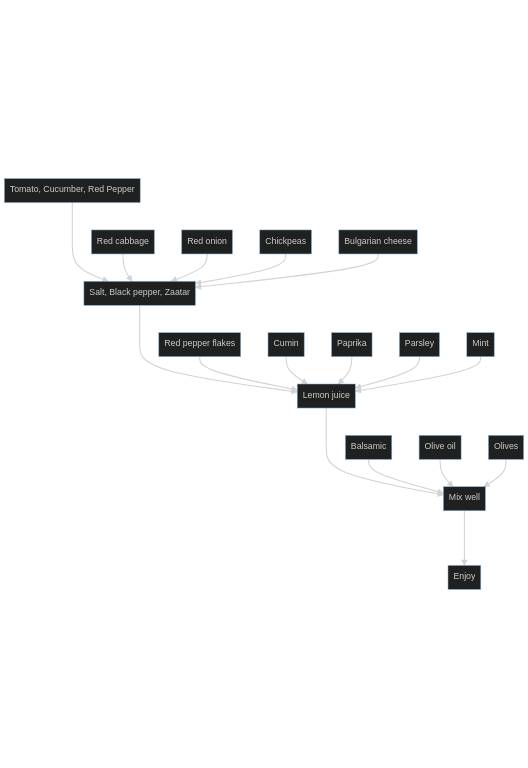 Tomato, Cucumber, Red Pepper
Red cabbage
Red onion
Chickpeas
Bulgarian cheese
Salt, Black pepper, Zaatar
Red pepper flakes
Cumin
Paprika
Parsley
Mint
Lemon juice
Balsamic
Olive oil
Olives
Mix well
Enjoy